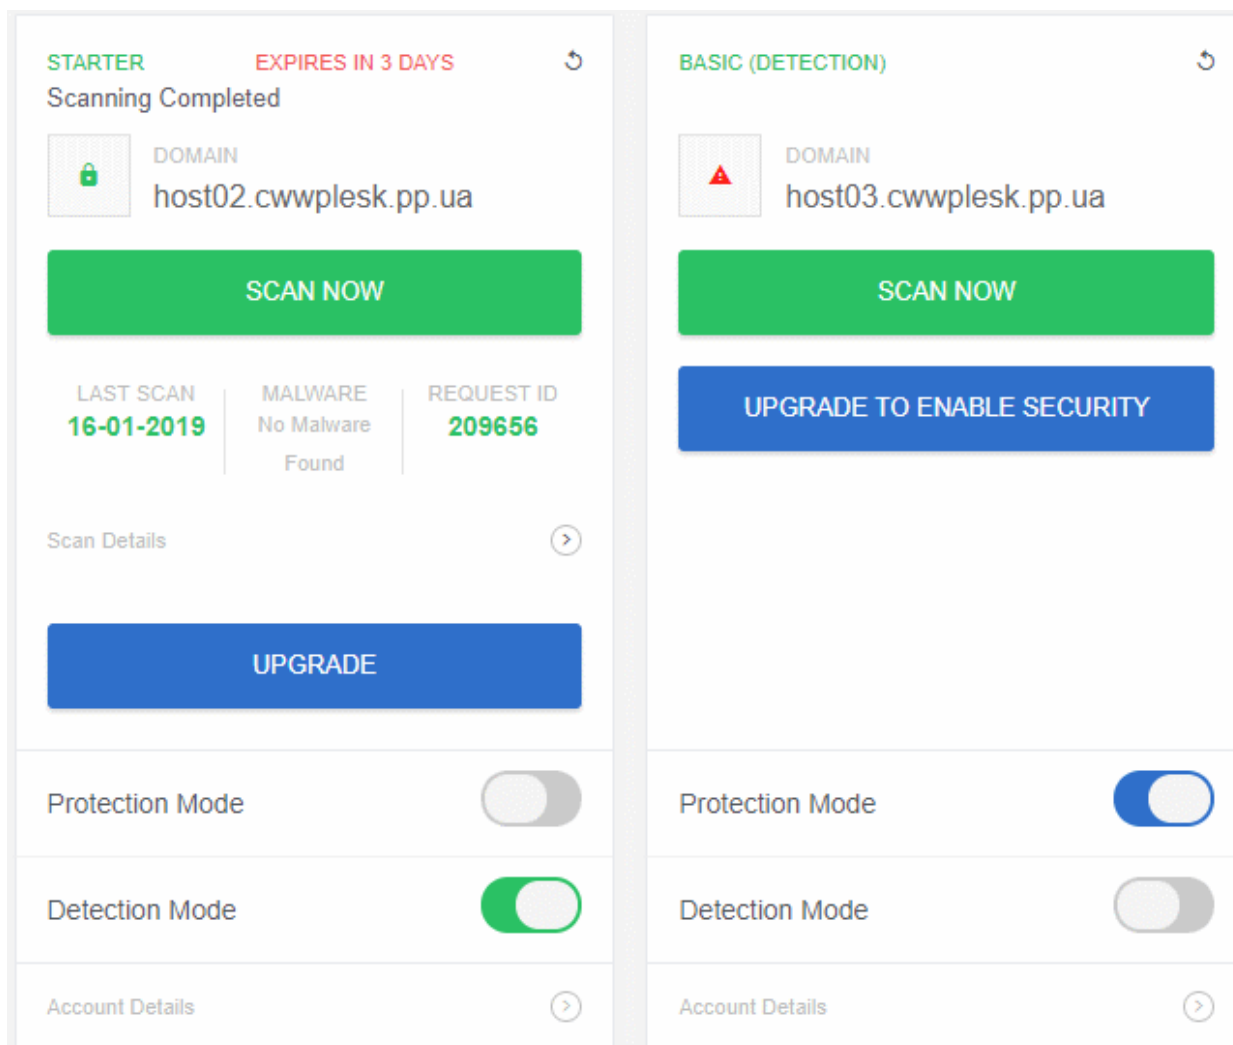 STARTER
EXPIRES IN 3 DAYS
Scanning Completed
DOMAIN
host02.cwwplesk.pp.ua
SCAN NOW
LAST SCAN
16-01-2019
MALWARE
No Malware
Found
REQUEST ID
209656
Scan Details
UPGRADE
Protection Mode
Detection Mode
Account Details
BASIC (DETECTION)
DOMAIN
host03.cwwplesk.pp.ua
SCAN NOW
UPGRADE TO ENABLE SECURITY
Protection Mode
Detection Mode
Account Details